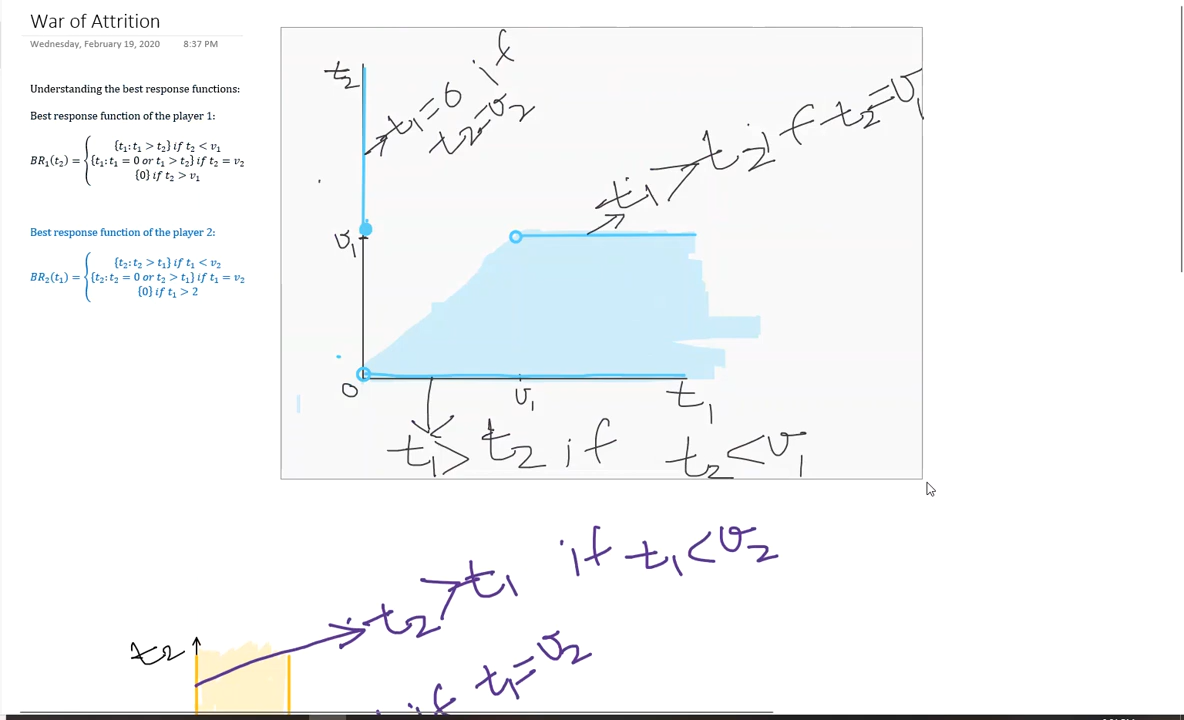 War of Attrition
Wednesday, February 19, 2020 8:37 PM
Understanding the best response functions:
Best response function of the player 1:
{t₁: t₁ > t₂} if t₂ < v₁
BR₁(t₂) = {t₁: t₁ = 0 or t₁ > t₂} if t₂ = v₂
{0} if t₂ > v₁
Best response function of the player 2:
{t₂: t₂ > t₁} if t₁ < v₂
BR₂(t₁) = {t₂: t₂ = 0 or t₂ > t₁} if t₁ = v₂
{0} if t₁ > 2
t₂
t₁=0 if
t₂=v₂
t₁>t₂ if t₂=v₁
v₁
0
v₁
t₁
t₁>t₂ if t₂<v₁
t₂>t₁ if t₁<v₂
t₂
if t₁=v₂